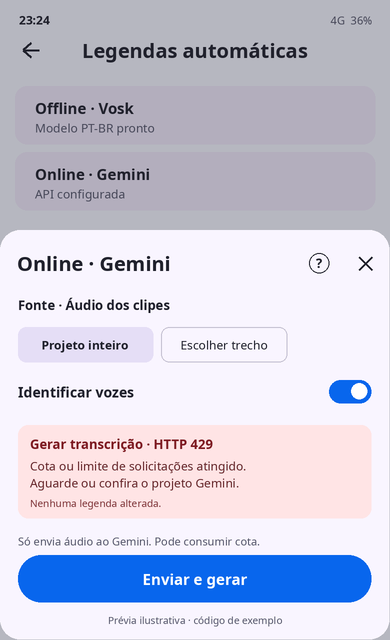 23:24
4G 36%
Legendas automáticas
Offline · Vosk
Modelo PT-BR pronto
Online · Gemini
API configurada
Online · Gemini
?
Fonte · Áudio dos clipes
Projeto inteiro
Escolher trecho
Identificar vozes
Gerar transcrição · HTTP 429
Cota ou limite de solicitações atingido.
Aguarde ou confira o projeto Gemini.
Nenhuma legenda alterada.
Só envia áudio ao Gemini. Pode consumir cota.
Enviar e gerar
Prévia ilustrativa · código de exemplo